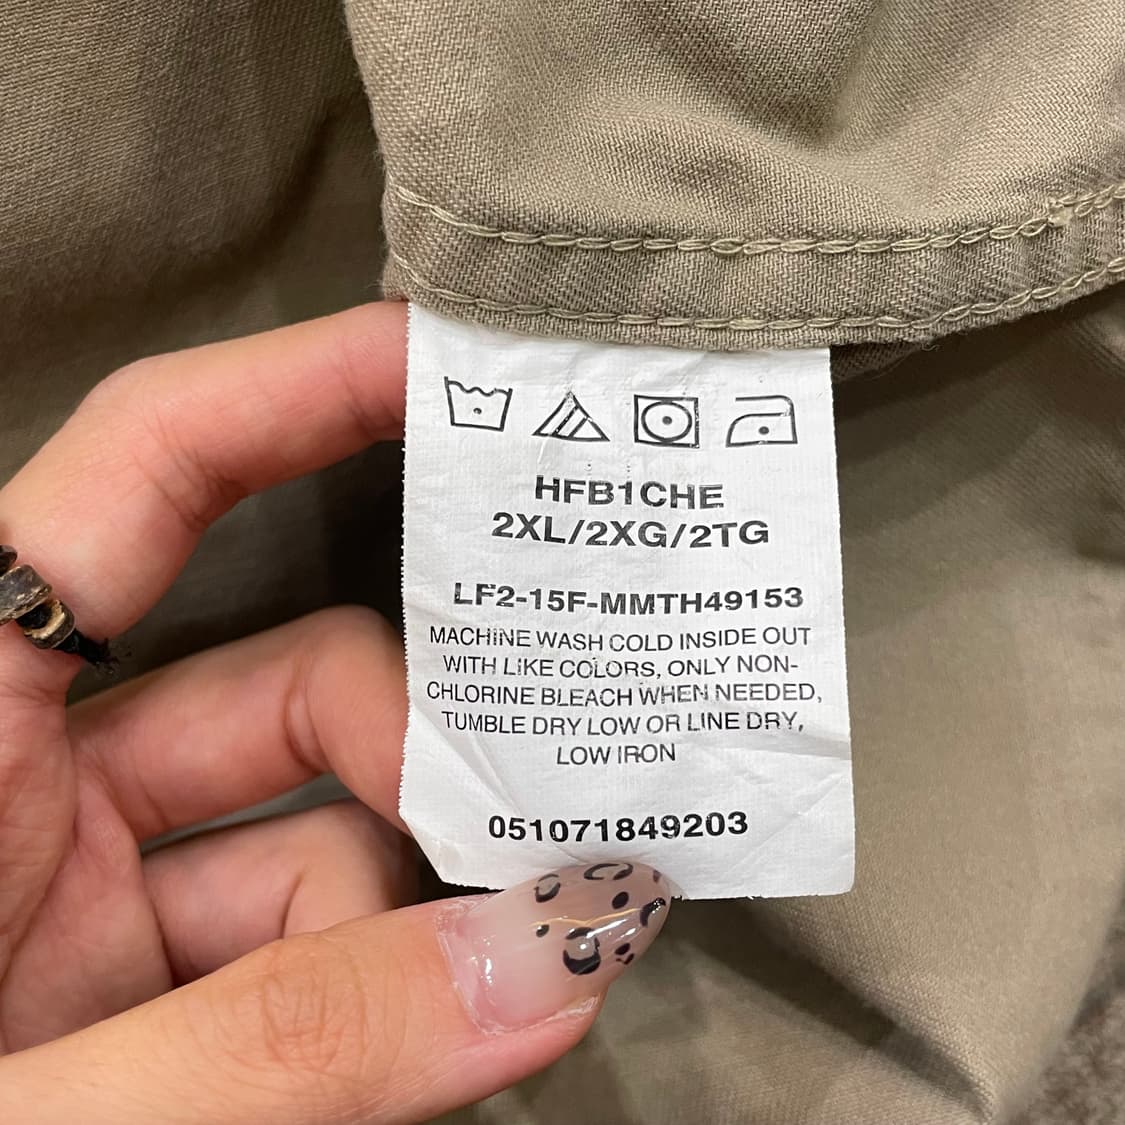 HFB1CHE
2XL/2XG/2TG
LF2-15F-MMTH49153
MACHINE WASH COLD INSIDE OUT
WITH LIKE COLORS, ONLY NON-
CHLORINE BLEACH WHEN NEEDED,
TUMBLE DRY LOW OR LINE DRY,
LOW IRON
051071849203